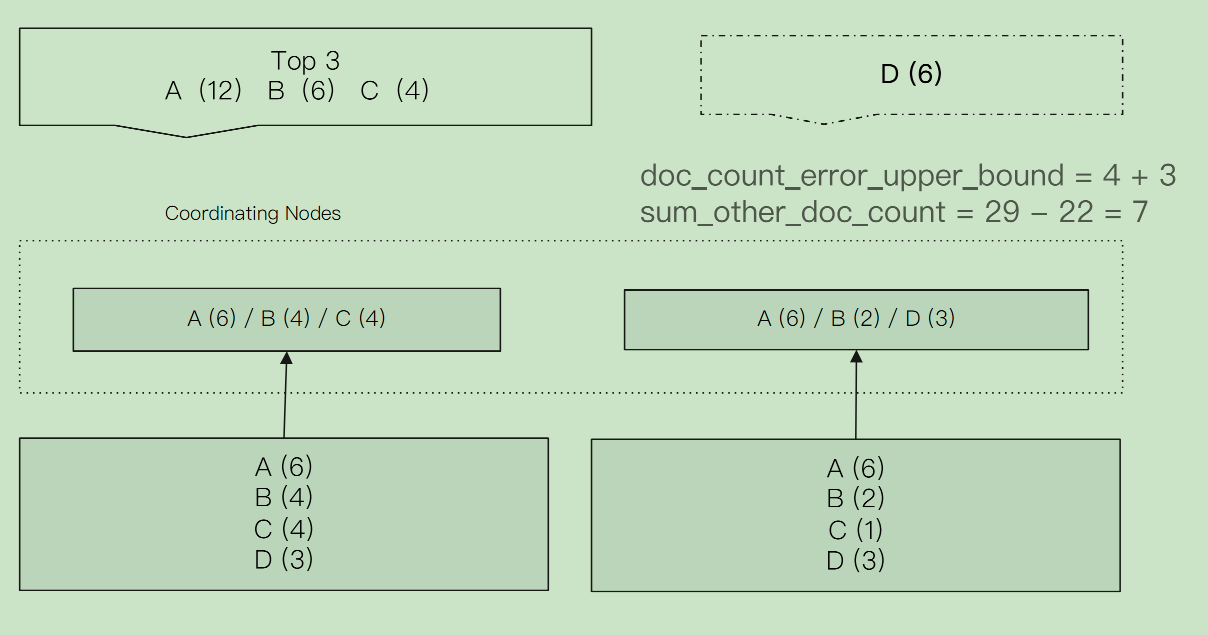 Top 3
A (12) B (6) C (4)
D (6)
doc_count_error_upper_bound = 4 + 3
sum_other_doc_count = 29 – 22 = 7
Coordinating Nodes
A (6) / B (4) / C (4)
A (6) / B (2) / D (3)
A (6)
B (4)
C (4)
D (3)
A (6)
B (2)
C (1)
D (3)